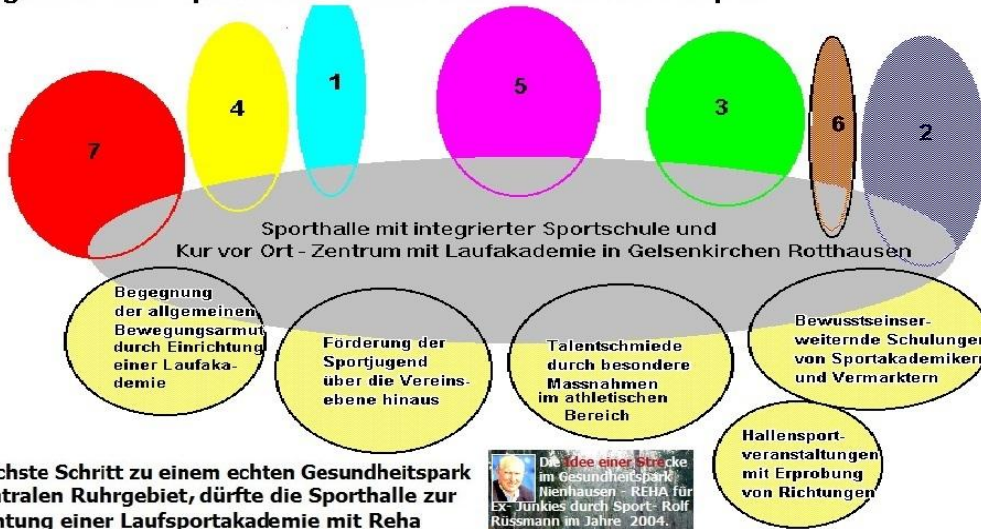 7
4
1
5
3
6
2
Sporthalle mit integrierter Sportschule und
Kur vor Ort - Zentrum mit Laufakademie in Gelsenkirchen Rotthausen
Begegnung
der allgemeinen
Bewegungsarmut
durch Einrichtung
einer Laufaka-
demie
Förderung der
Sportjugend
über die Vereins-
ebene hinaus
Talentschmiede
durch besondere
Massnahmen
im athletischen
Bereich
Bewusstseinser-
weiternde Schulungen
von Sportakademikern
und Vermarktern
Hallensport-
veranstaltungen
mit Erprobung
von Richtungen
chste Schritt zu einem echten Gesundheitspark
ntralen Ruhrgebiet, dürfte die Sporthalle zur
htung einer Laufsportakademie mit Reha
Die Idee einer Strecke
im Gesundheitspark
Nienhausen - REHA für
Ex- Junkies durch Sport- Rolf
Rüssmann im Jahre 2004.